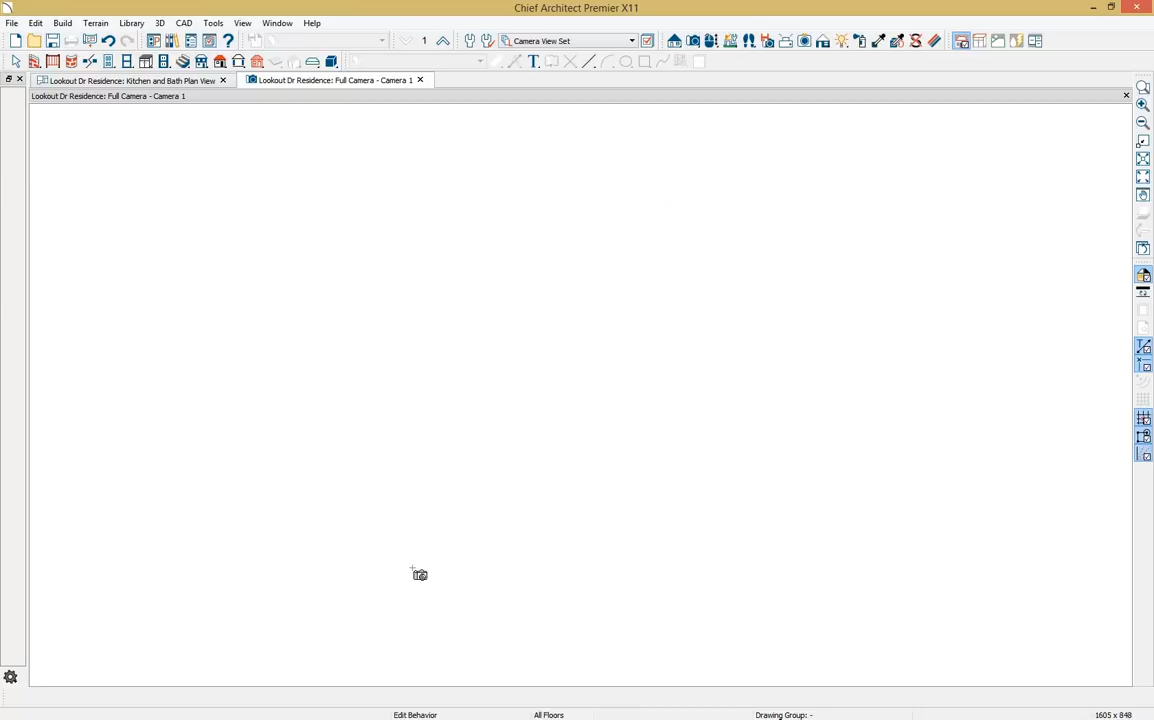 Chief Architect Premier X11
File Edit Build Terrain Library 3D CAD Tools View Window Help
1 Camera View Set
Lookout Dr Residence: Kitchen and Bath Plan View Lookout Dr Residence: Full Camera - Camera 1
Lookout Dr Residence: Full Camera - Camera 1
Edit Behavior All Floors Drawing Group: - 1605 x 848